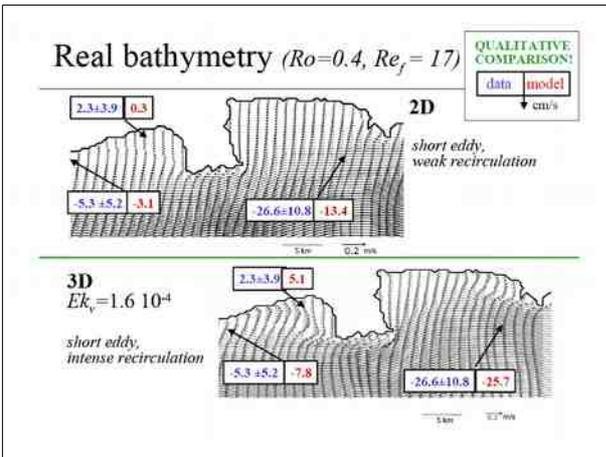 Real bathymetry (Ro=0.4, Re_f = 17)
QUALITATIVE
COMPARISON!
data model
cm/s
2.3±3.9 0.3
2D
short eddy,
weak recirculation
-5.3 ±5.2 -3.1
-26.6±10.8 -13.4
5 km 0.2 m/s
3D
Ek_v=1.6 10-4
short eddy,
intense recirculation
2.3±3.9 5.1
-5.3 ±5.2 -7.8
-26.6±10.8 -25.7
5 km m/s